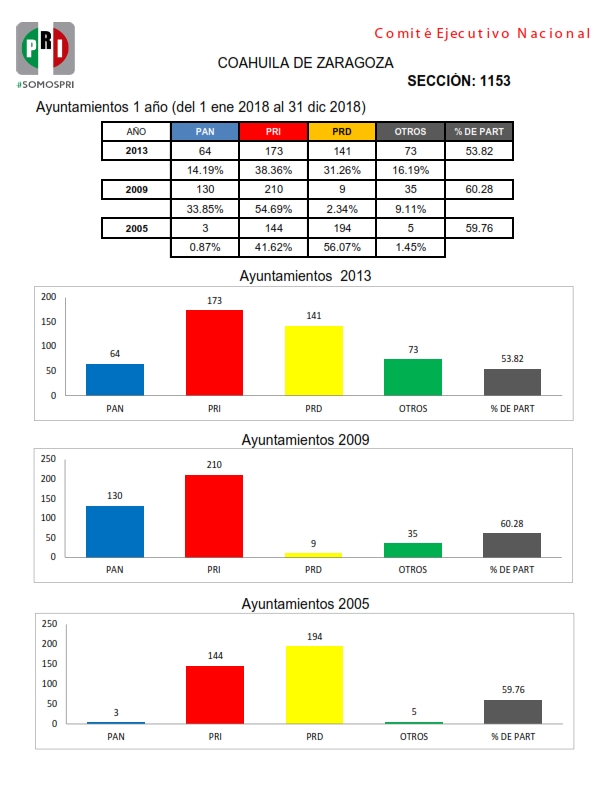 Comité Ejecutivo Nacional
PRI
#SOMOSPRI
COAHUILA DE ZARAGOZA
SECCIÓN: 1153
Ayuntamientos 1 año (del 1 ene 2018 al 31 dic 2018)
AÑO PAN PRI PRD OTROS % DE PART
2013 64 173 141 73 53.82
14.19% 38.36% 31.26% 16.19%
2009 130 210 9 35 60.28
33.85% 54.69% 2.34% 9.11%
2005 3 144 194 5 59.76
0.87% 41.62% 56.07% 1.45%
Ayuntamientos 2013
200
150
100
50
0
64 173 141 73 53.82
PAN PRI PRD OTROS % DE PART
Ayuntamientos 2009
250
200
150
100
50
0
130 210 9 35 60.28
PAN PRI PRD OTROS % DE PART
Ayuntamientos 2005
250
200
150
100
50
0
3 144 194 5 59.76
PAN PRI PRD OTROS % DE PART